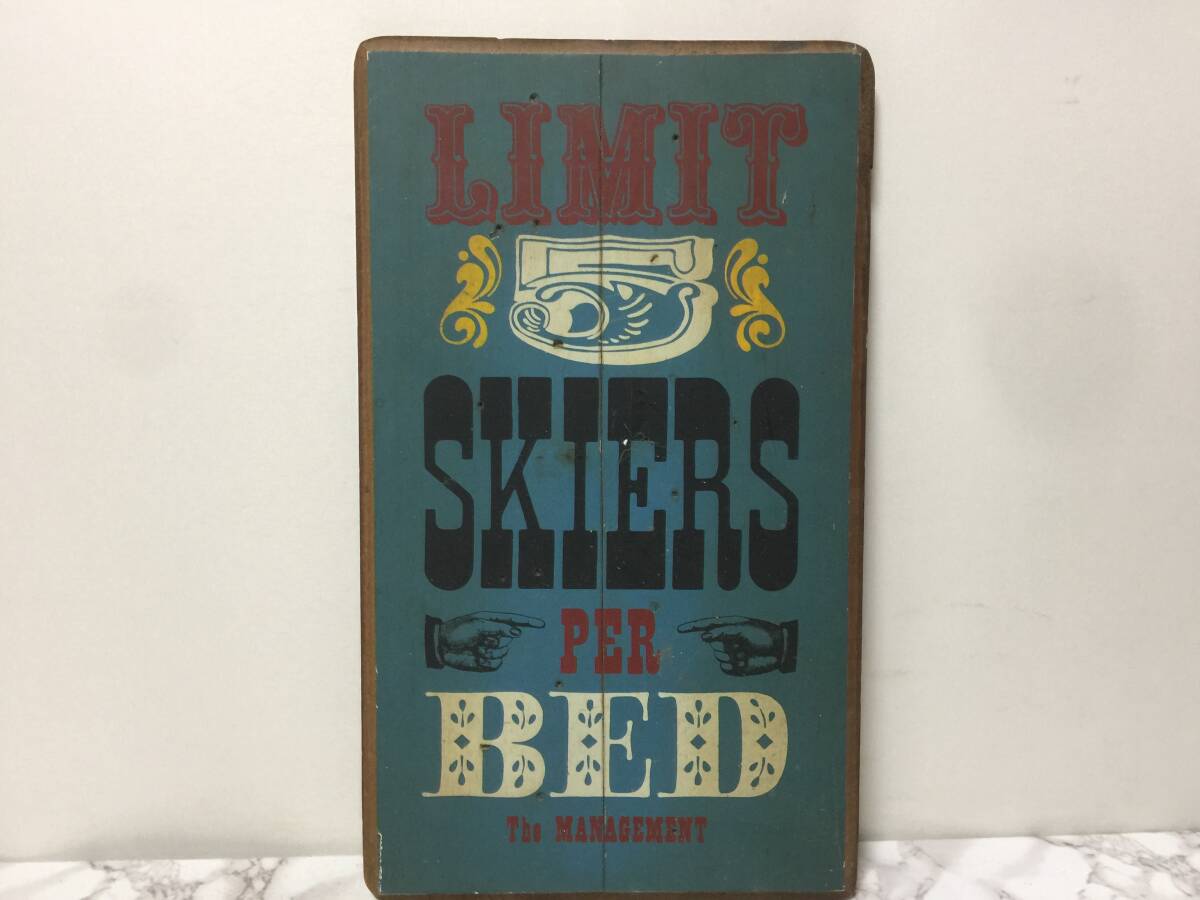 LIMIT
5
SKIERS
PER
BED
The MANAGEMENT